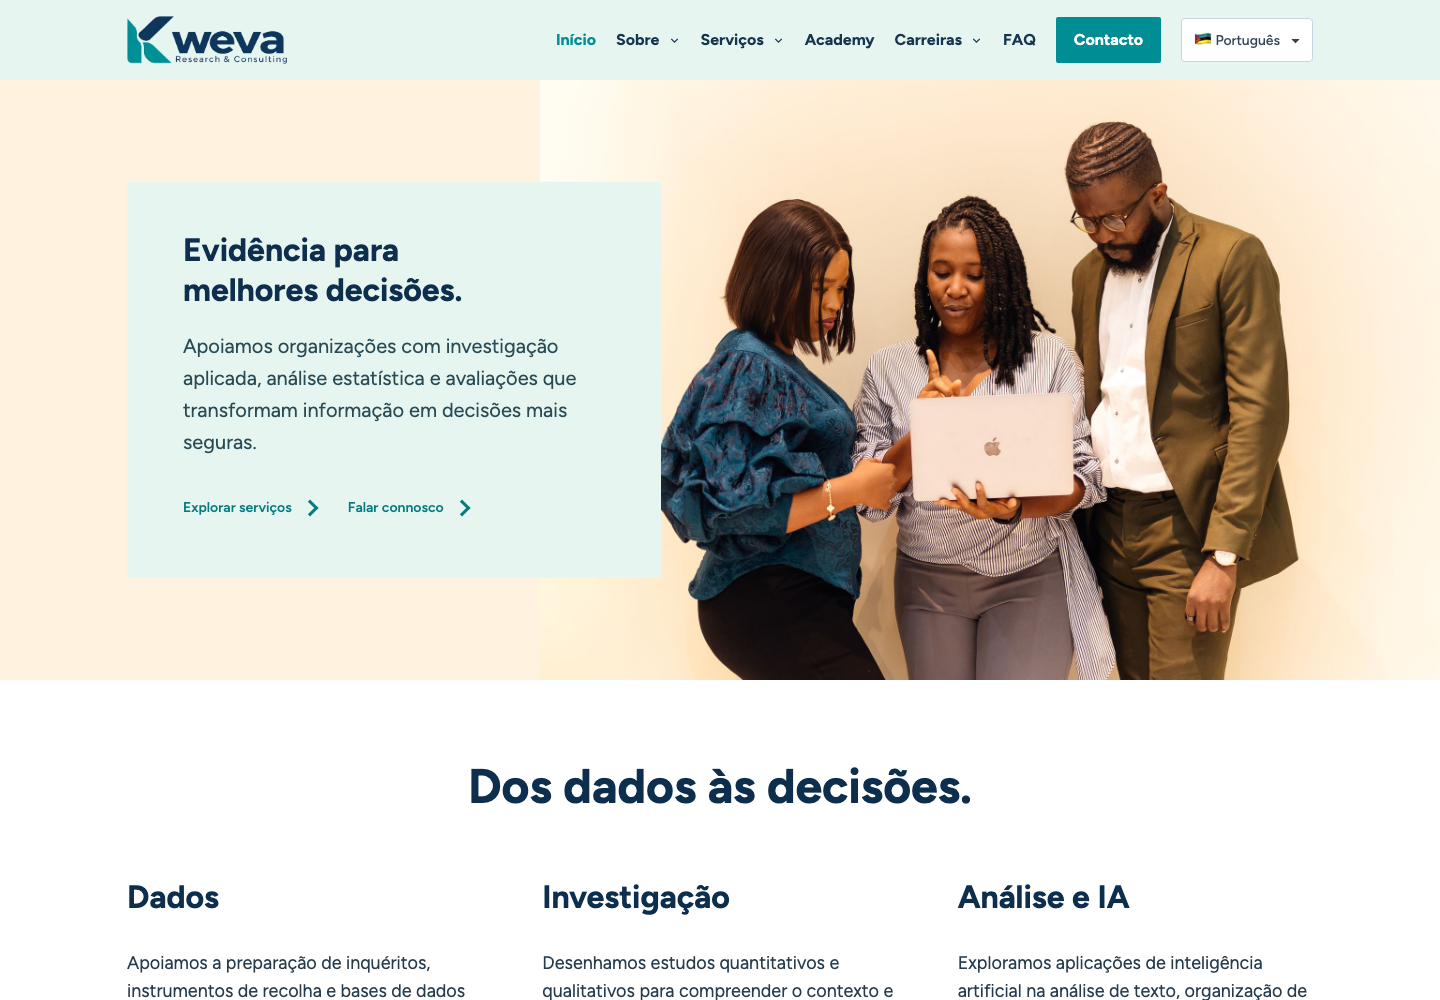 Kweva
Research & Consulting
Início Sobre Serviços Academy Carreiras FAQ Contacto Português
Evidência para
melhores decisões.
Apoiamos organizações com investigação
aplicada, análise estatística e avaliações que
transformam informação em decisões mais
seguras.
Explorar serviços Falar connosco
Dos dados às decisões.
Dados
Apoiamos a preparação de inquéritos,
instrumentos de recolha e bases de dados
Investigação
Desenhamos estudos quantitativos e
qualitativos para compreender o contexto e
Análise e IA
Exploramos aplicações de inteligência
artificial na análise de texto, organização de